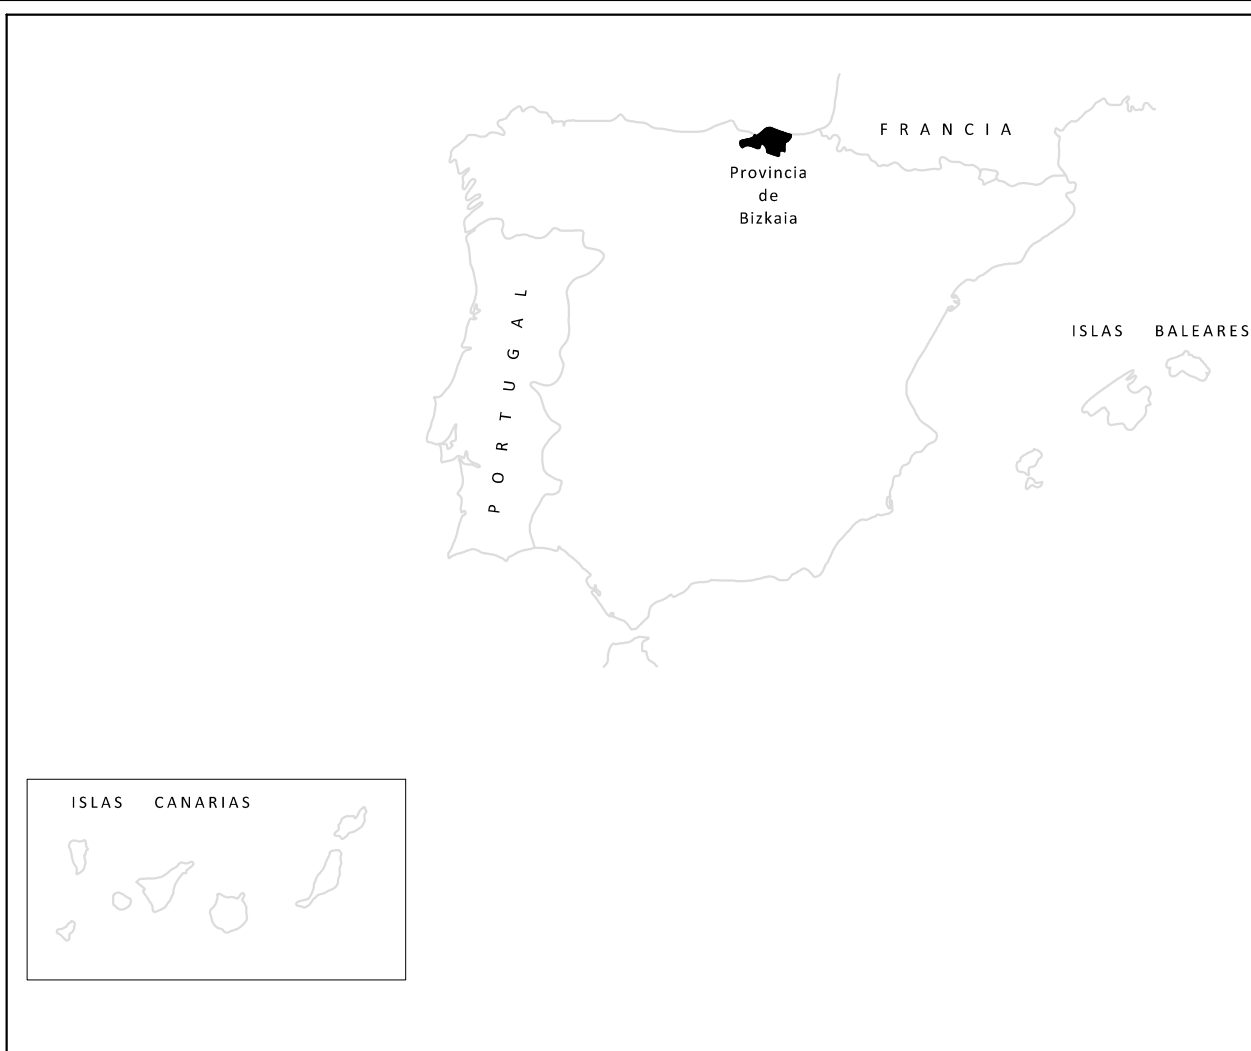 FRANCIA
Provincia
de
Bizkaia
PORTUGAL
ISLAS BALEARES
ISLAS CANARIAS